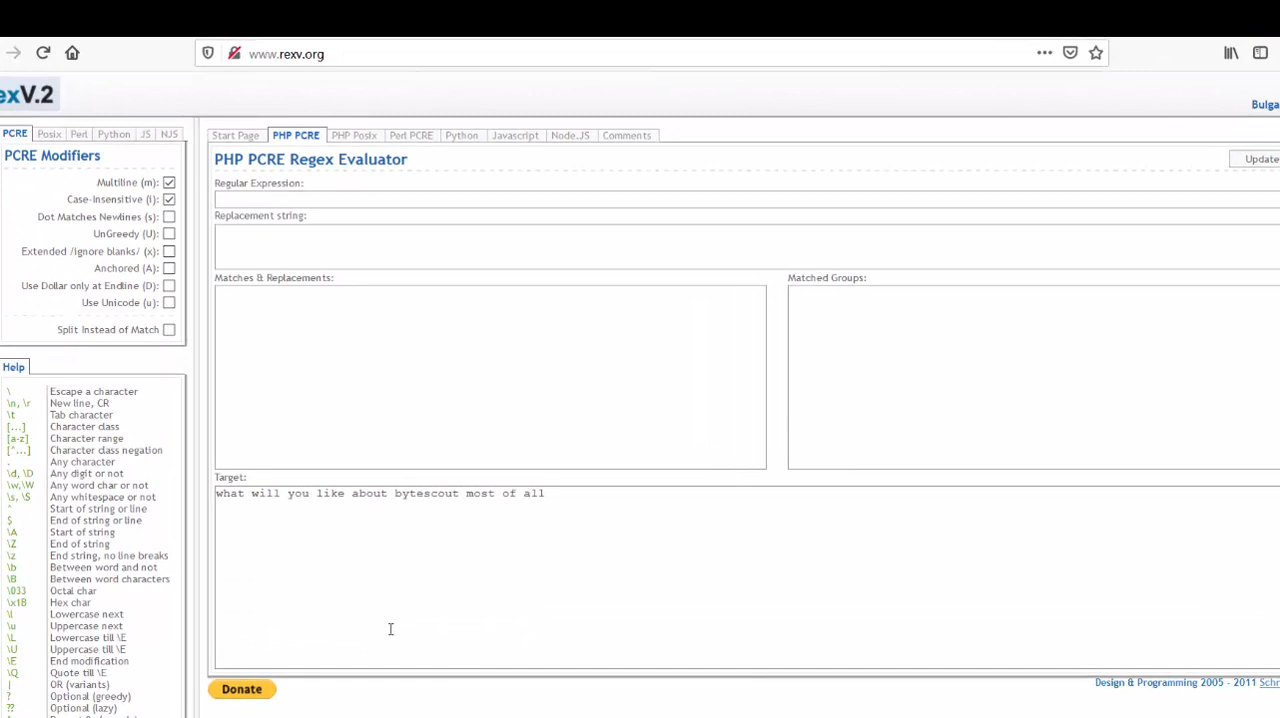 www.rexv.org
exV.2
Bulga
PCRE Posix Perl Python JS NJS
PCRE Modifiers
Multiline (m):
Case-Insensitive (i):
Dot Matches Newlines (s):
UnGreedy (U):
Extended /ignore blanks/ (x):
Anchored (A):
Use Dollar only at Endline (D):
Use Unicode (u):
Split Instead of Match
Help
\ Escape a character
\n, \r New line, CR
\t Tab character
[...] Character class
[a-z] Character range
[^...] Character class negation
. Any character
\d, \D Any digit or not
\w,\W Any word char or not
\s, \S Any whitespace or not
^ Start of string or line
$ End of string or line
\A Start of string
\Z End of string
\z End string, no line breaks
\b Between word and not
\B Between word characters
\033 Octal char
\x1B Hex char
\l Lowercase next
\u Uppercase next
\L Lowercase till \E
\U Uppercase till \E
\E End modification
\Q Quote till \E
| OR (variants)
? Optional (greedy)
?? Optional (lazy)
Start Page PHP PCRE PHP Posix Perl PCRE Python Javascript Node.JS Comments
PHP PCRE Regex Evaluator
Update
Regular Expression:
Replacement string:
Matches & Replacements:
Matched Groups:
Target:
what will you like about bytescout most of all
Donate
Design & Programming 2005 - 2011 Schr